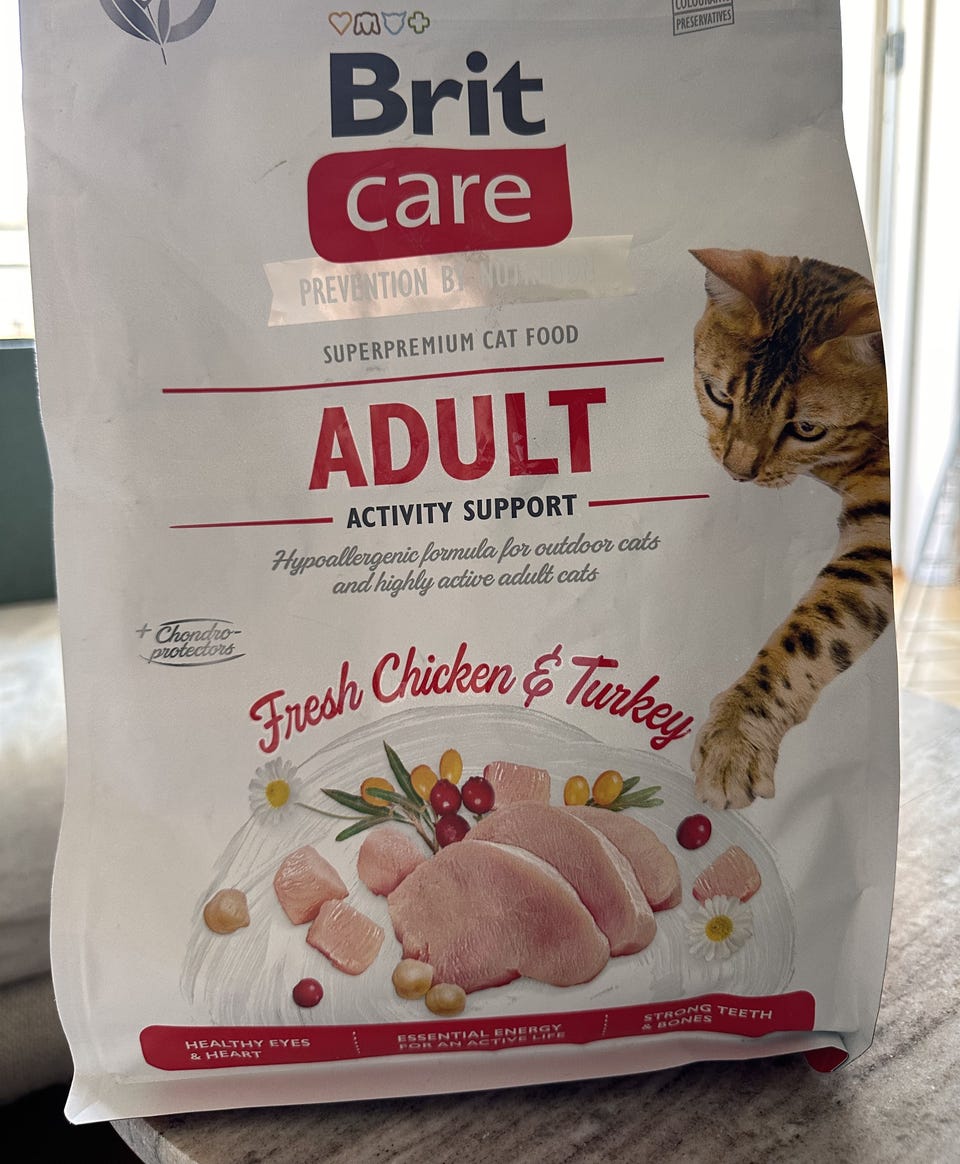 COLOURANTS
PRESERVATIVES
Brit
care
PREVENTION BY NUTRITION
SUPERPREMIUM CAT FOOD
ADULT
ACTIVITY SUPPORT
Hypoallergenic formula for outdoor cats
and highly active adult cats
+ Chondro-
protectors
Fresh Chicken & Turkey
HEALTHY EYES
& HEART
ESSENTIAL ENERGY
FOR AN ACTIVE LIFE
STRONG TEETH
& BONES